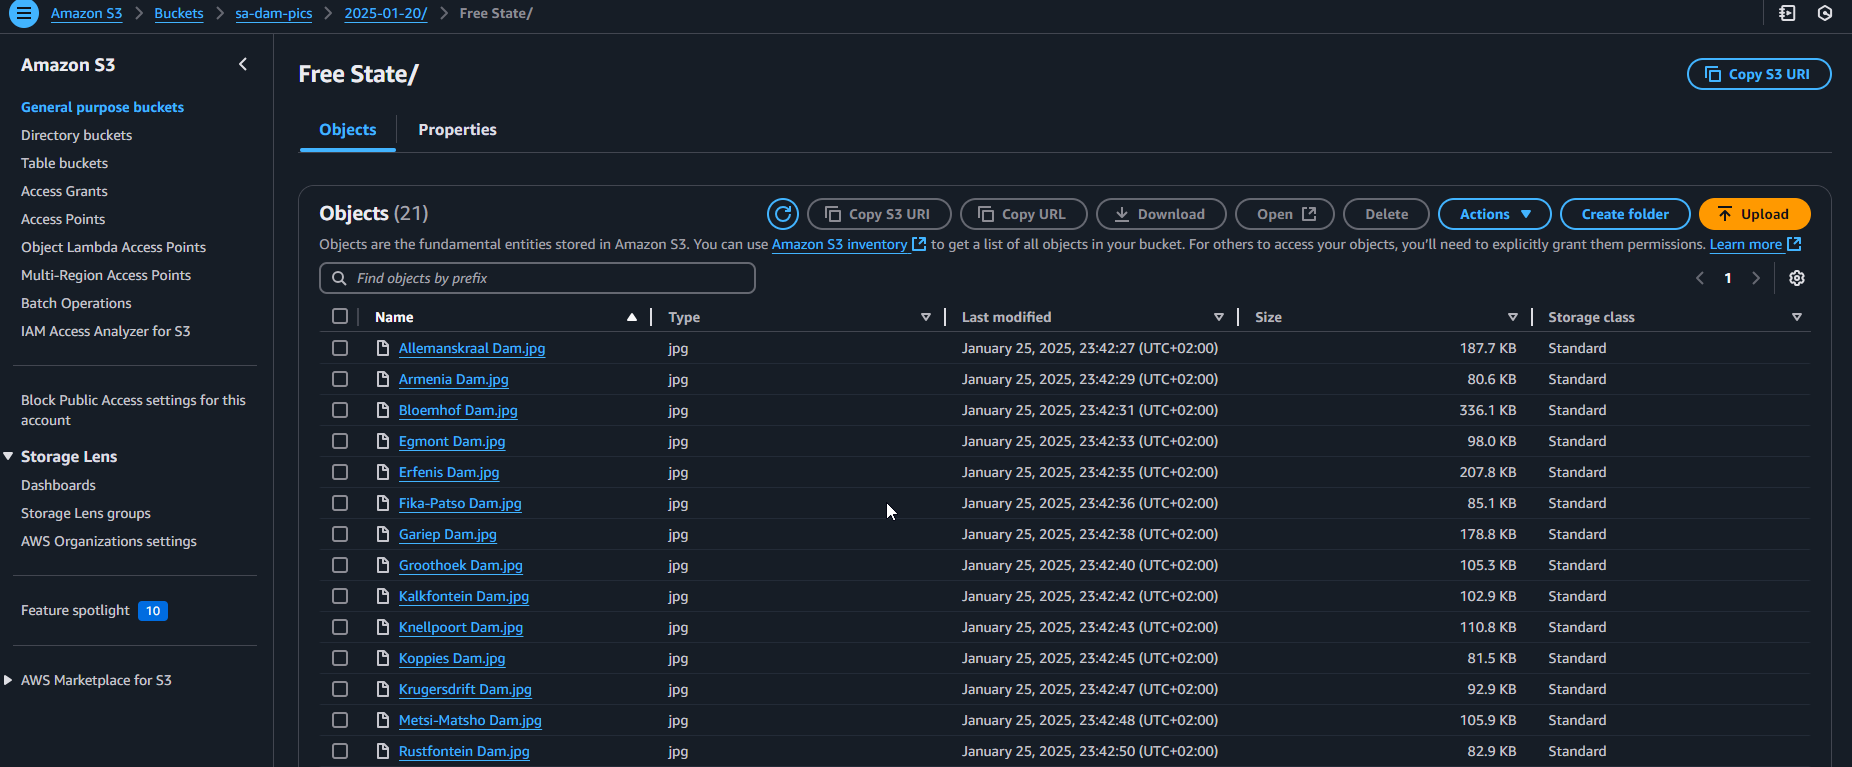 Amazon S3 > Buckets > sa-dam-pics > 2025-01-20/ > Free State/
Amazon S3
General purpose buckets
Directory buckets
Table buckets
Access Grants
Access Points
Object Lambda Access Points
Multi-Region Access Points
Batch Operations
IAM Access Analyzer for S3
Block Public Access settings for this
account
Storage Lens
Dashboards
Storage Lens groups
AWS Organizations settings
Feature spotlight 10
AWS Marketplace for S3
Free State/
Copy S3 URI
Objects Properties
Objects (21)
Copy S3 URI Copy URL Download Open Delete Actions Create folder Upload
Objects are the fundamental entities stored in Amazon S3. You can use Amazon S3 inventory to get a list of all objects in your bucket. For others to access your objects, you'll need to explicitly grant them permissions. Learn more
Find objects by prefix
1
Name Type Last modified Size Storage class
Allemanskraal Dam.jpg jpg January 25, 2025, 23:42:27 (UTC+02:00) 187.7 KB Standard
Armenia Dam.jpg jpg January 25, 2025, 23:42:29 (UTC+02:00) 80.6 KB Standard
Bloemhof Dam.jpg jpg January 25, 2025, 23:42:31 (UTC+02:00) 336.1 KB Standard
Egmont Dam.jpg jpg January 25, 2025, 23:42:33 (UTC+02:00) 98.0 KB Standard
Erfenis Dam.jpg jpg January 25, 2025, 23:42:35 (UTC+02:00) 207.8 KB Standard
Fika-Patso Dam.jpg jpg January 25, 2025, 23:42:36 (UTC+02:00) 85.1 KB Standard
Gariep Dam.jpg jpg January 25, 2025, 23:42:38 (UTC+02:00) 178.8 KB Standard
Groothoek Dam.jpg jpg January 25, 2025, 23:42:40 (UTC+02:00) 105.3 KB Standard
Kalkfontein Dam.jpg jpg January 25, 2025, 23:42:42 (UTC+02:00) 102.9 KB Standard
Knellpoort Dam.jpg jpg January 25, 2025, 23:42:43 (UTC+02:00) 110.8 KB Standard
Koppies Dam.jpg jpg January 25, 2025, 23:42:45 (UTC+02:00) 81.5 KB Standard
Krugersdrift Dam.jpg jpg January 25, 2025, 23:42:47 (UTC+02:00) 92.9 KB Standard
Metsi-Matsho Dam.jpg jpg January 25, 2025, 23:42:48 (UTC+02:00) 105.9 KB Standard
Rustfontein Dam.jpg jpg January 25, 2025, 23:42:50 (UTC+02:00) 82.9 KB Standard